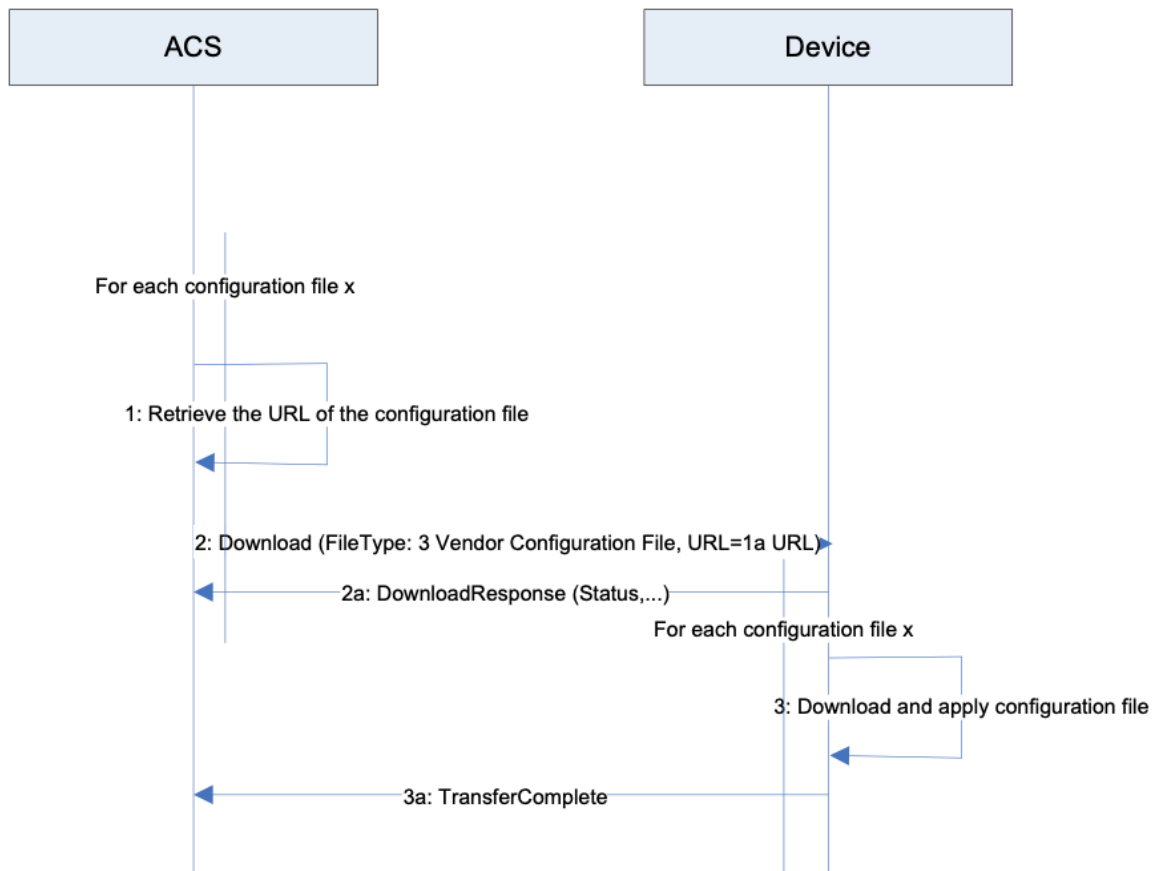 ACS
Device
For each configuration file x
1: Retrieve the URL of the configuration file
2: Download (FileType: 3 Vendor Configuration File, URL=1a URL)
2a: DownloadResponse (Status,...)
For each configuration file x
3: Download and apply configuration file
3a: TransferComplete